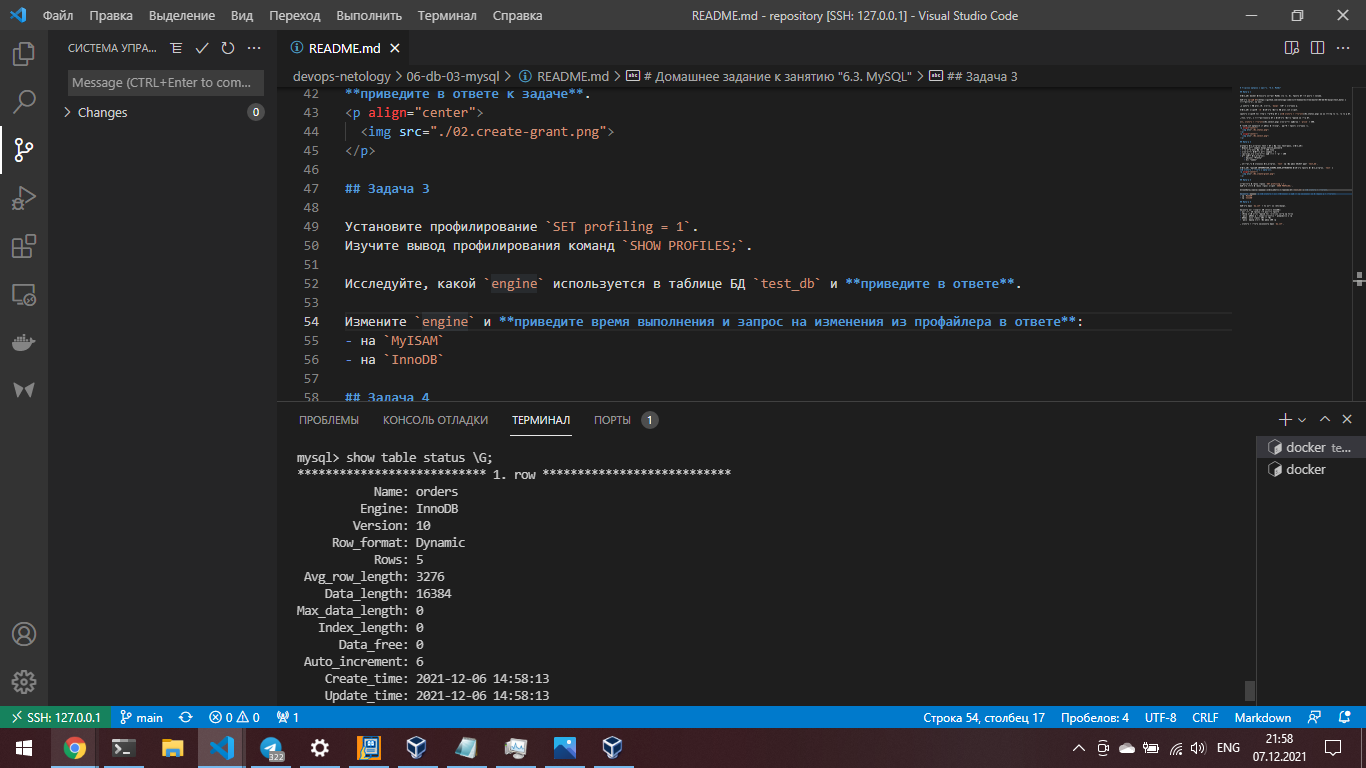 Файл Правка Выделение Вид Переход Выполнить Терминал Справка README.md - repository [SSH: 127.0.0.1] - Visual Studio Code
СИСТЕМА УПРА...
Message (CTRL+Enter to com...
Changes 0
README.md
devops-netology > 06-db-03-mysql > README.md > # Домашнее задание к занятию "6.3. MySQL" > ## Задача 3
42 **приведите в ответе к задаче**.
43 <p align="center">
44 <img src="./02.create-grant.png">
45 </p>
46
47 ## Задача 3
48
49 Установите профилирование `SET profiling = 1`.
50 Изучите вывод профилирования команд `SHOW PROFILES;`.
51
52 Исследуйте, какой `engine` используется в таблице БД `test_db` и **приведите в ответе**.
53
54 Измените `engine` и **приведите время выполнения и запрос на изменения из профайлера в ответе**:
55 - на `MyISAM`
56 - на `InnoDB`
57
58 ## Задача 4
ПРОБЛЕМЫ КОНСОЛЬ ОТЛАДКИ ТЕРМИНАЛ ПОРТЫ 1
mysql> show table status \G;
*************************** 1. row ***************************
Name: orders
Engine: InnoDB
Version: 10
Row_format: Dynamic
Rows: 5
Avg_row_length: 3276
Data_length: 16384
Max_data_length: 0
Index_length: 0
Data_free: 0
Auto_increment: 6
Create_time: 2021-12-06 14:58:13
Update_time: 2021-12-06 14:58:13
docker te...
docker
SSH: 127.0.0.1 main 0 0 1 Строка 54, столбец 17 Пробелов: 4 UTF-8 CRLF Markdown
322
ENG
21:58
07.12.2021